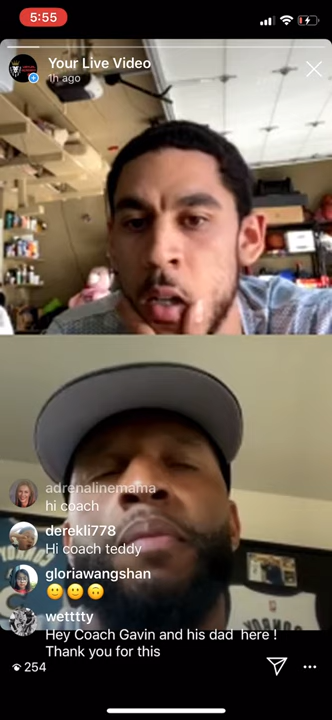 5:55
Your Live Video
1h ago
adrenalinemama
hi coach
derekli778
Hi coach teddy
gloriawangshan
🙂🙂🙃
wetttty
Hey Coach Gavin and his dad here !
Thank you for this
254